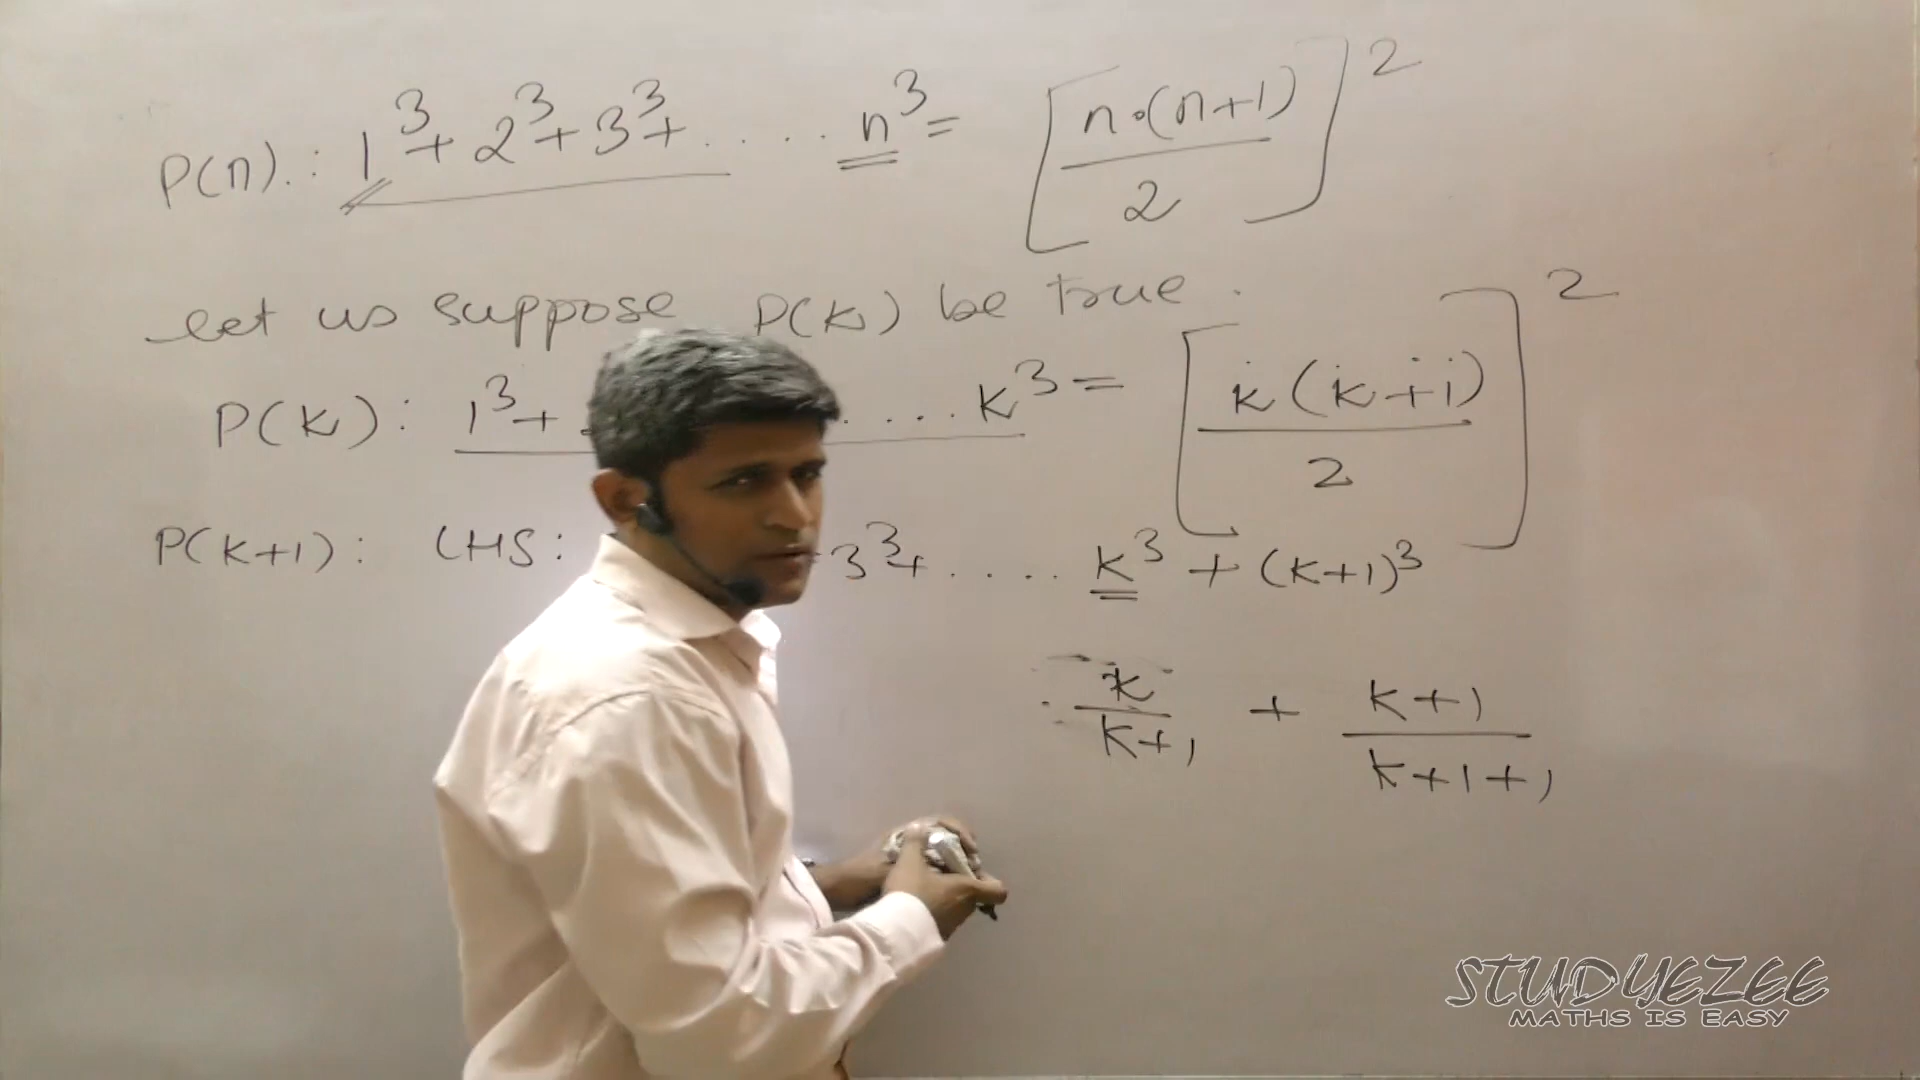 P(n).: 1³ + 2³ + 3³ + ..... n³ = [n·(n+1)/2]²
let us suppose P(k) be true.
P(k): 1³ + ... k³ = [k(k+1)/2]²
P(k+1): LHS: 3³ + .... k³ + (k+1)³
k/k+1 + k+1/k+1+1
STUDYEZEE
MATHS IS EASY